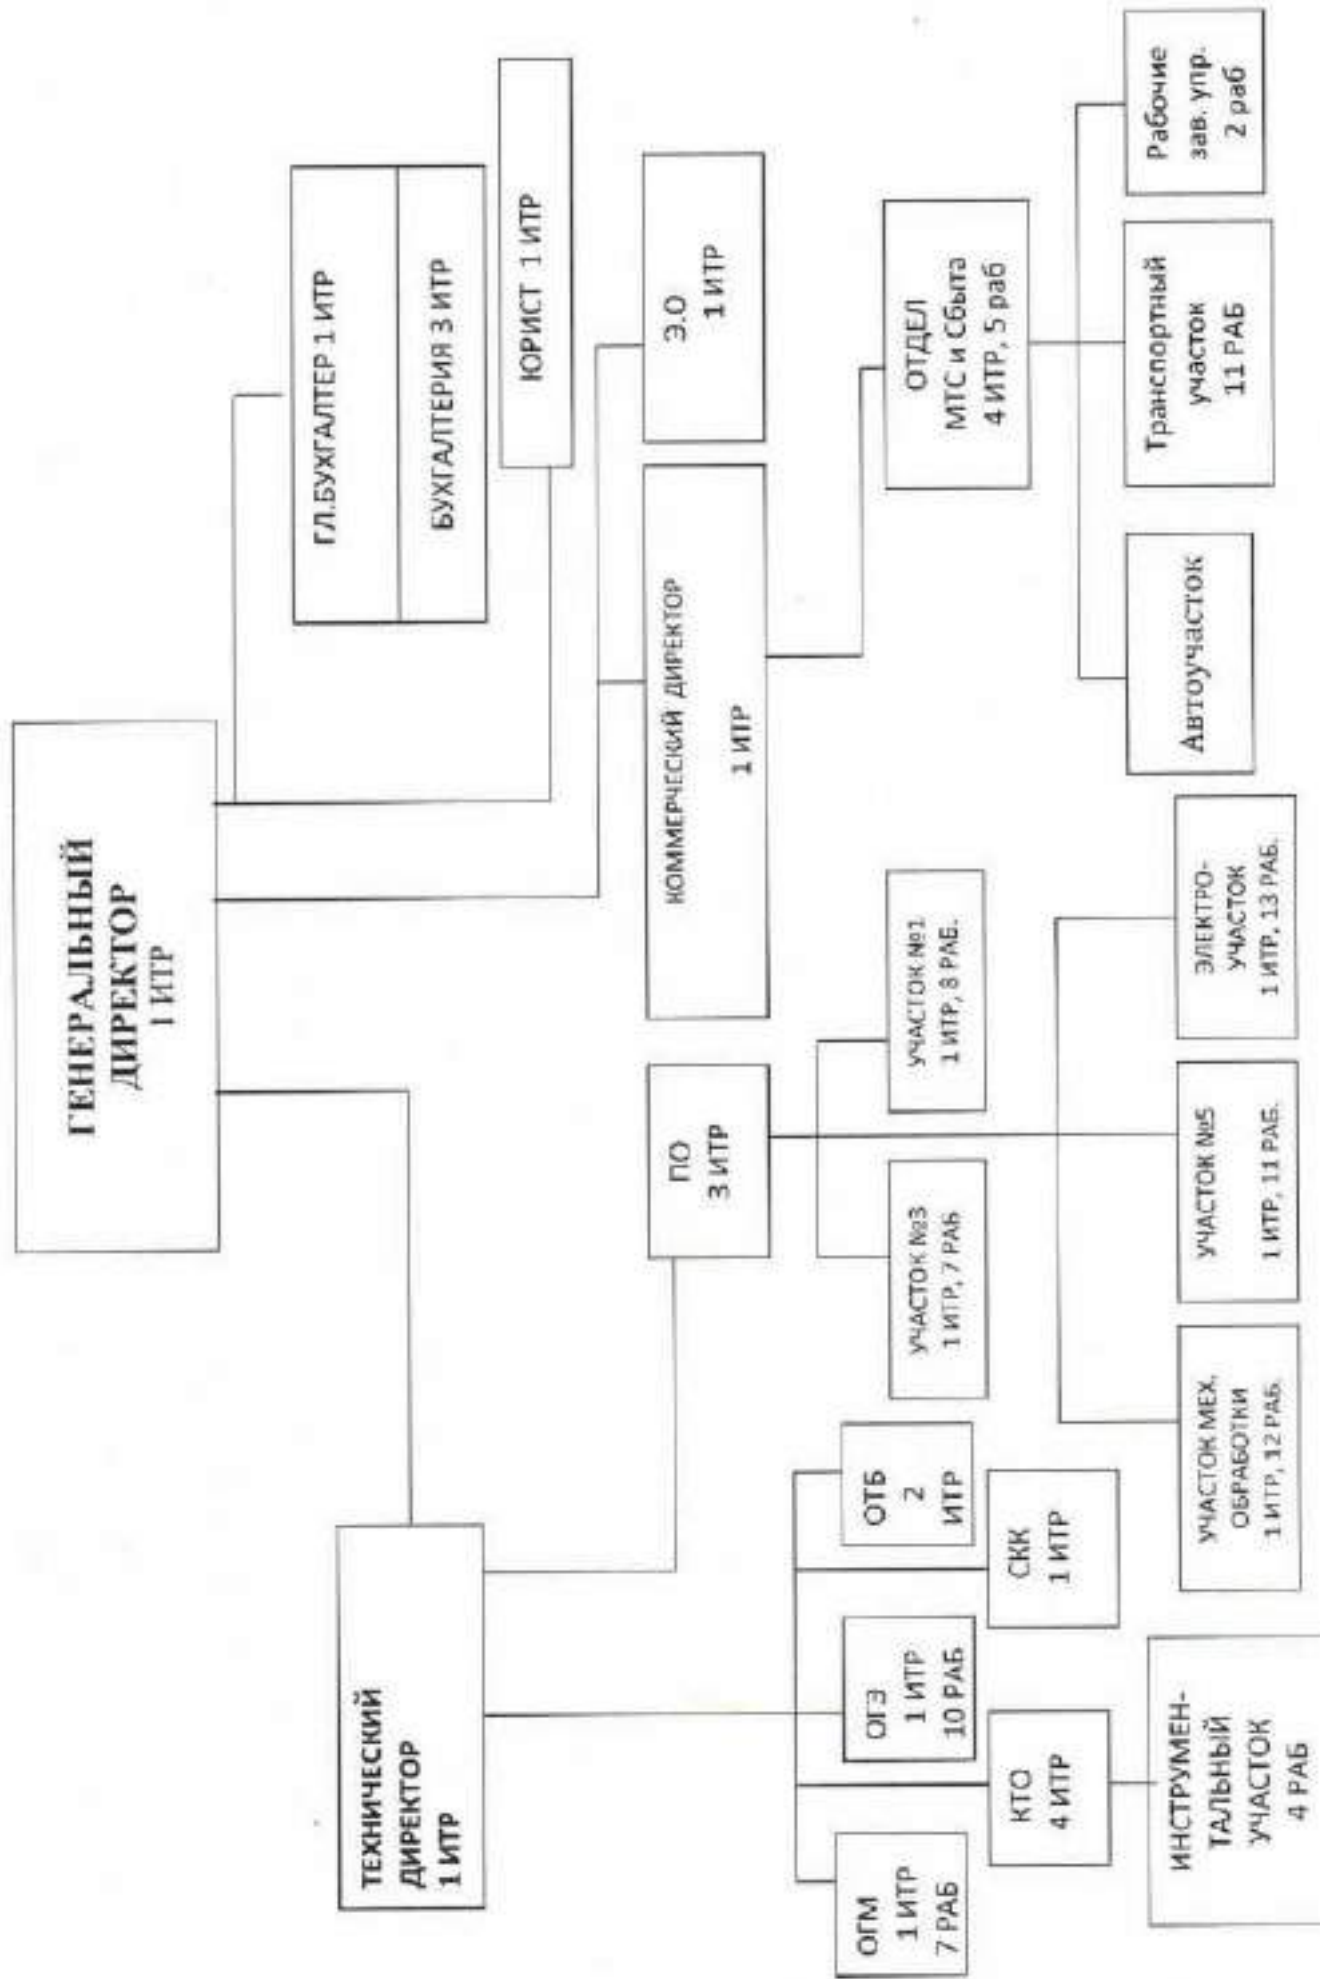 ГЕНЕРАЛЬНЫЙ
ДИРЕКТОР
1 ИТР
ГЛ.БУХГАЛТЕР 1 ИТР
БУХГАЛТЕРИЯ 3 ИТР
ЮРИСТ 1 ИТР
ТЕХНИЧЕСКИЙ
ДИРЕКТОР
1 ИТР
ПО
3 ИТР
КОММЕРЧЕСКИЙ ДИРЕКТОР
1 ИТР
Э.О
1 ИТР
ОГМ
1 ИТР
7 РАБ
ОГЭ
1 ИТР
10 РАБ
ОТБ
2
ИТР
КТО
4 ИТР
СКК
1 ИТР
ИНСТРУМЕН-
ТАЛЬНЫЙ
УЧАСТОК
4 РАБ
УЧАСТОК №3
1 ИТР, 7 РАБ
УЧАСТОК №1
1 ИТР, 8 РАБ.
УЧАСТОК МЕХ.
ОБРАБОТКИ
1 ИТР, 12 РАБ.
УЧАСТОК №5
1 ИТР, 11 РАБ.
ЭЛЕКТРО-
УЧАСТОК
1 ИТР, 13 РАБ.
ОТДЕЛ
МТС и Сбыта
4 ИТР, 5 раб
Автоучасток
Транспортный
участок
11 РАБ
Рабочие
зав. упр.
2 раб